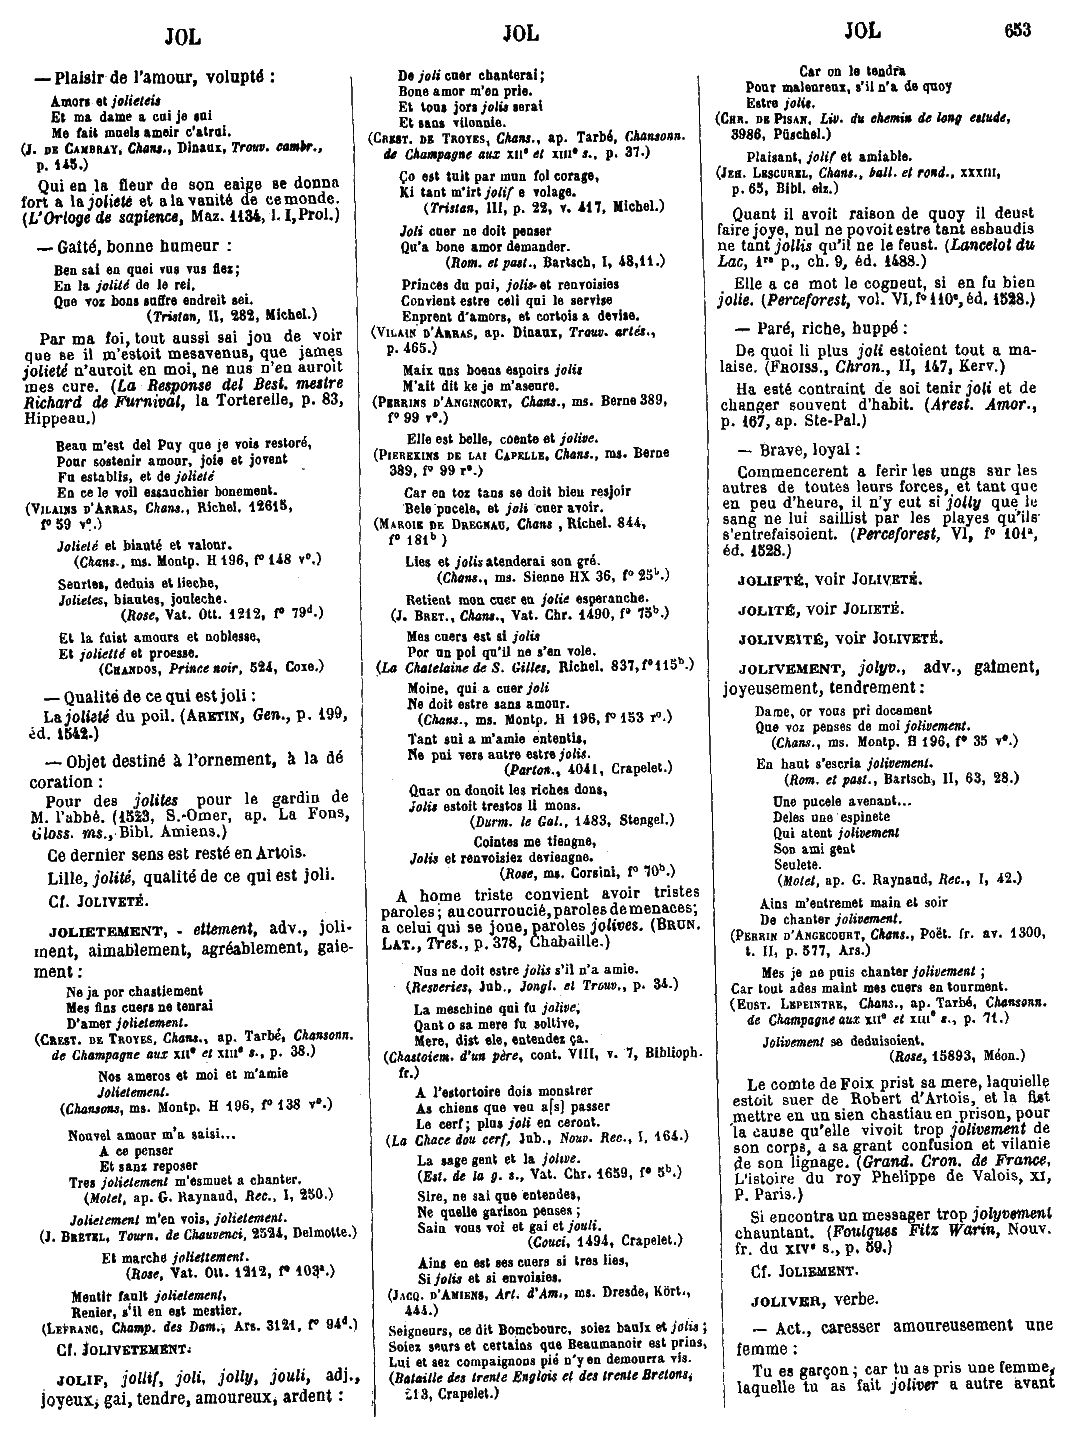 JOL
JOL
JOL
653
— Plaisir de l'amour, volupté :
Amors et jolieteis
Et ma dame a cui je sui
Me fait muels ameir c'atrui.
(J. DE CAMBRAY, Chans., Dinaux, Trouv. cambr.,
p. 145.)
Qui en la fleur de son eaige se donna
fort a la jolieté et a la vanité de ce monde.
(L'Orloge de sapience, Maz. 1134, l. I, Prol.)
— Gaîté, bonne humeur :
Ben sai en quei vus vus fiez;
En la jolité de le rei,
Que voz bons suffre endreit sei.
(Tristan, II, 282, Michel.)
Par ma foi, tout aussi sai jou de voir
que se il m'estoit mesavenus, que james
jolieté n'auroit en moi, ne nus n'en auroit
mes cure. (La Response del Best. mestre
Richard de Furnival, la Torterelle, p. 83,
Hippeau.)
Beau m'est del Puy que je vois restoré,
Pour sostenir amour, joie et jovent
Fu establis, et de jolieté
En ce le voil essauchier bonement.
(VILAINS D'ARRAS, Chans., Richel. 12615,
f° 59 v°.)
Jolieté et biauté et valour.
(Chans., ms. Montp. H 196, f° 148 v°.)
Seurtes, deduis et lieche,
Jolietes, biautes, jouleche.
(Rose, Vat. Ott. 1212, f° 79d.)
Et la fuist amours et noblesse,
Et jolietté et proesse.
(CHANDOS, Prince noir, 524, Coxe.)
— Qualité de ce qui est joli :
La jolieté du poil. (ARETIN, Gen., p. 199,
éd. 1542.)
— Objet destiné à l'ornement, à la dé
coration :
Pour des jolites pour le gardin de
M. l'abbé. (1523, S.-Omer, ap. La Fons,
Gloss. ms., Bibl. Amiens.)
Ce dernier sens est resté en Artois.
Lille, jolité, qualité de ce qui est joli.
Cf. JOLIVETÉ.
JOLIETEMENT, - ettement, adv., joli-
ment, aimablement, agréablement, gaie-
ment :
Ne ja por chastiement
Mes fins cuers ne tenrai
D'amer jolietement.
(CREST. DE TROYES, Chans., ap. Tarbé, Chansonn.
de Champagne aux XIIe et XIIIe s., p. 38.)
Nos ameros et moi et m'amie
Jolietement.
(Chansons, ms. Montp. H 196, f° 138 v°.)
Nouvel amour m'a saisi...
A ce penser
Et sanz reposer
Tres jolietement m'esmuet a chanter.
(Motet, ap. G. Raynaud, Rec., I, 250.)
Jolietement m'en vois, jolietement.
(J. BRETEL, Tourn. de Chauvenci, 2524, Delmotte.)
Et marche joliettement.
(Rose, Vat. Ott. 1212, f° 103a.)
Mentir fault jolietement,
Renier, s'il en est mestier.
(LEFRANC, Champ. des Dam., Ars. 3121, f° 94d.)
Cf. JOLIVETEMENT.
JOLIF, jollif, joli, jolly, jouli, adj.,
joyeux, gai, tendre, amoureux, ardent :
De joli cuer chanterai;
Bone amor m'en prie.
Et tous jors jolis serai
Et sans vilonnie.
(CREST. DE TROYES, Chans., ap. Tarbé, Chansonn.
de Champagne aux XIIe et XIIIe s., p. 37.)
Ço est tuit par mun fol corage,
Ki tant m'irt jolif e volage.
(Tristan, III, p. 22, v. 417, Michel.)
Joli cuer ne doit penser
Qu'a bone amor demander.
(Rom. et past., Bartsch, I, 48,11.)
Princes du pui, jolis et renvoisies
Convient estre celi qui le servise
Enprent d'amors, et cortois a devise.
(VILAIN D'ARRAS, ap. Dinaux, Trouv. artés.,
p. 465.)
Maix uns boens espoirs jolis
M'ait dit ke je m'aseure.
(PERRINS D'ANGINCORT, Chans., ms. Berne 389,
f° 99 v°.)
Elle est belle, coente et jolive.
(PIEREKINS DE LAI CAPELLE, Chans., ms. Berne
389, f° 99 r°.)
Car en toz tans se doit bien resjoir
Bele pucele, et joli cuer avoir.
(MAROIE DE DREGNAU, Chans , Richel. 844,
f° 181b )
Lies et jolis atenderai son gré.
(Chans., ms. Sienne HX 36, f° 25b.)
Retient mon cuer en jolie esperanche.
(J. BRET., Chans., Vat. Chr. 1490, f° 75b.)
Mes cuers est si jolis
Por un poi qu'il ne s'en vole.
(La Chatelaine de S. Gilles, Richel. 837, f° 115b.)
Moine, qui a cuer joli
Ne doit estre sans amour.
(Chans., ms. Montp. H 196, f° 153 r°.)
Tant sui a m'amie ententis,
Ne pui vers autre estre jolis.
(Parton., 4041, Crapelet.)
Quar on donoit les riches dons,
Jolis estoit trestos li mons.
(Durm. le Gal., 1483, Stengel.)
Cointes me tiengne,
Jolis et renvoisiez deviengne.
(Rose, ms. Corsini, f° 70b.)
A home triste convient avoir tristes
paroles; au courroucié, paroles de menaces;
a celui qui se joue, paroles jolives. (BRUN.
LAT., Tres., p. 378, Chabaille.)
Nus ne doit estre jolis s'il n'a amie.
(Resveries, Jub., Jongl. et Trouv., p. 34.)
La meschine qui fu jolive,
Qant o sa mere fu soltive,
Mere, dist ele, entendez ça.
(Chastoiem. d'un père, cont. VIII, v. 7, Biblioph.
fr.)
A l'estortoire dois monstrer
As chiens que veu a[s] passer
Le cerf; plus joli en ceront.
(La Chace dou cerf, Jub., Nouv. Rec., I, 164.)
La sage gent et la jolive.
(Est. de la g. s., Vat. Chr. 1659, f° 5b.)
Sire, ne sai que entendes,
Ne quelle garison penses;
Sain vous voi et gai et jouli.
(Couci, 1494, Crapelet.)
Ains en est ses cuers si tres lies,
Si jolis et si envoisies.
(JACQ. D'AMIENS, Art. d'Am., ms. Dresde, Kört.,
444.)
Seigneurs, ce dit Bomebourc, soiez baulx et jolis;
Soiez seurs et certains que Beaumanoir est prins,
Lui et sez compaignons pié n'y en demourra vis.
(Bataille des trente Englois et des trente Bretons,
213, Crapelet.)
Car on le tendra
Pour maleureux, s'il n'a de quoy
Estre jolis.
(CHR. DE PISAN, Liv. du chemin de long estude,
3986, Püschel.)
Plaisant, jolif et amiable.
(JEH. LESCUREL, Chans., ball. et rond., XXXIII,
p. 65, Bibl. elz.)
Quant il avoit raison de quoy il deust
faire joye, nul ne povoit estre tant esbaudis
ne tant jollis qu'il ne le feust. (Lancelot du
Lac, 1re p., ch. 9, éd. 1488.)
Elle a ce mot le cogneut, si en fu bien
jolie. (Perceforest, vol. VI, f° 110c, éd. 1528.)
— Paré, riche, huppé :
De quoi li plus joli estoient tout a ma-
laise. (FROISS., Chron., II, 147, Kerv.)
Ha esté contraint de soi tenir joli et de
changer souvent d'habit. (Arest. Amor.,
p. 167, ap. Ste-Pal.)
— Brave, loyal :
Commencerent a ferir les ungs sur les
autres de toutes leurs forces, et tant que
en peu d'heure, il n'y eut si jolly que le
sang ne lui saillist par les playes qu'ilz
s'entrefaisoient. (Perceforest, VI, f° 101a,
éd. 1528.)
JOLIFTÉ, voir JOLIVETÉ.
JOLITÉ, voir JOLIETÉ.
JOLIVEITÉ, voir JOLIVETÉ.
JOLIVEMENT, jolyv., adv., gaîment,
joyeusement, tendrement :
Dame, or vous pri docement
Que voz penses de moi jolivement.
(Chans., ms. Montp. H 196, f° 35 v°.)
En haut s'escria jolivement.
(Rom. et past., Bartsch, II, 63, 28.)
Une pucele avenant...
Deles une espinete
Qui atent jolivement
Son ami gent
Seulete.
(Motet, ap. G. Raynaud, Rec., I, 42.)
Ains m'entremet main et soir
De chanter jolivement.
(PERRIN D'ANGECOURT, Chans., Poët. fr. av. 1300,
t. II, p. 577, Ars.)
Mes je ne puis chanter jolivement ;
Car tout ades maint mes cuers en tourment.
(EUST. LEPEINTRE, Chans., ap. Tarbé, Chansonn.
de Champagne aux XIIe et XIIIe s., p. 71.)
Jolivement se deduisoient.
(Rose, 15893, Méon.)
Le comte de Foix prist sa mere, laquielle
estoit suer de Robert d'Artois, et la fist
mettre en un sien chastiau en prison, pour
la cause qu'elle vivoit trop jolivement de
son corps, a sa grant confusion et vilanie
de son lignage. (Grand. Cron. de France,
L'istoire du roy Phelippe de Valois, XI,
P. Paris.)
Si encontra un messager trop jolyvement
chauntant. (Foulques Fitz Warin, Nouv.
fr. du XIVe s., p. 59.)
Cf. JOLIEMENT.
JOLIVER, verbe.
— Act., caresser amoureusement une
femme :
Tu es garçon; car tu as pris une femme,
laquelle tu as fait joliver a autre avant